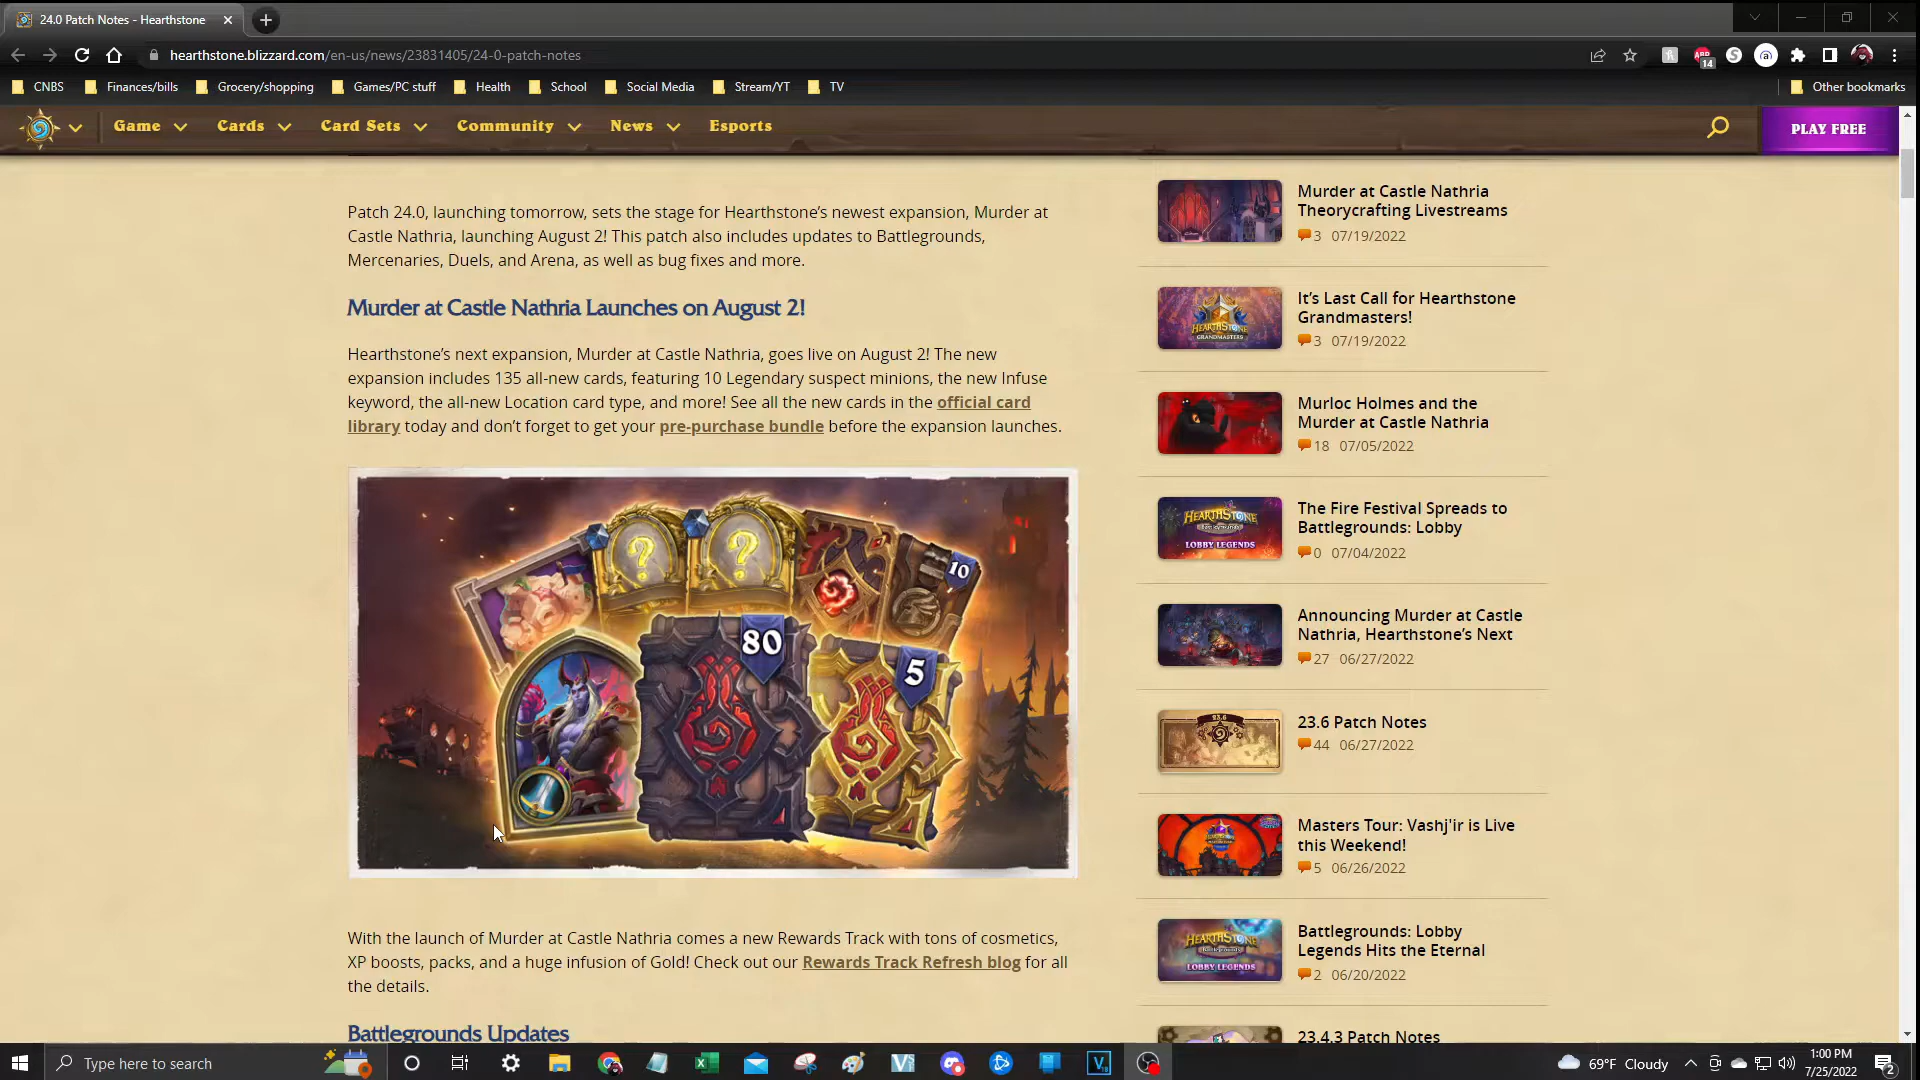 24.0 Patch Notes - Hearthstone
hearthstone.blizzard.com/en-us/news/23831405/24-0-patch-notes
14
CNBS Finances/bills Grocery/shopping Games/PC stuff Health School Social Media Stream/YT TV Other bookmarks
Game Cards Card Sets Community News Esports PLAY FREE
Patch 24.0, launching tomorrow, sets the stage for Hearthstone’s newest expansion, Murder at
Castle Nathria, launching August 2! This patch also includes updates to Battlegrounds,
Mercenaries, Duels, and Arena, as well as bug fixes and more.
Murder at Castle Nathria Launches on August 2!
Hearthstone’s next expansion, Murder at Castle Nathria, goes live on August 2! The new
expansion includes 135 all-new cards, featuring 10 Legendary suspect minions, the new Infuse
keyword, the all-new Location card type, and more! See all the new cards in the official card
library today and don’t forget to get your pre-purchase bundle before the expansion launches.
? ? 10
80 5
With the launch of Murder at Castle Nathria comes a new Rewards Track with tons of cosmetics,
XP boosts, packs, and a huge infusion of Gold! Check out our Rewards Track Refresh blog for all
the details.
Battlegrounds Updates
Murder at Castle Nathria
Theorycrafting Livestreams
3 07/19/2022
HEARTHSTONE
GRANDMASTERS
It’s Last Call for Hearthstone
Grandmasters!
3 07/19/2022
Murloc Holmes and the
Murder at Castle Nathria
18 07/05/2022
HEARTHSTONE
LOBBY LEGENDS
The Fire Festival Spreads to
Battlegrounds: Lobby
0 07/04/2022
Announcing Murder at Castle
Nathria, Hearthstone’s Next
27 06/27/2022
23.6
23.6 Patch Notes
44 06/27/2022
Masters Tour: Vashj'ir is Live
this Weekend!
5 06/26/2022
HEARTHSTONE
LOBBY LEGENDS
Battlegrounds: Lobby
Legends Hits the Eternal
2 06/20/2022
23.4.3 Patch Notes
Type here to search
69°F Cloudy
1:00 PM
7/25/2022
2